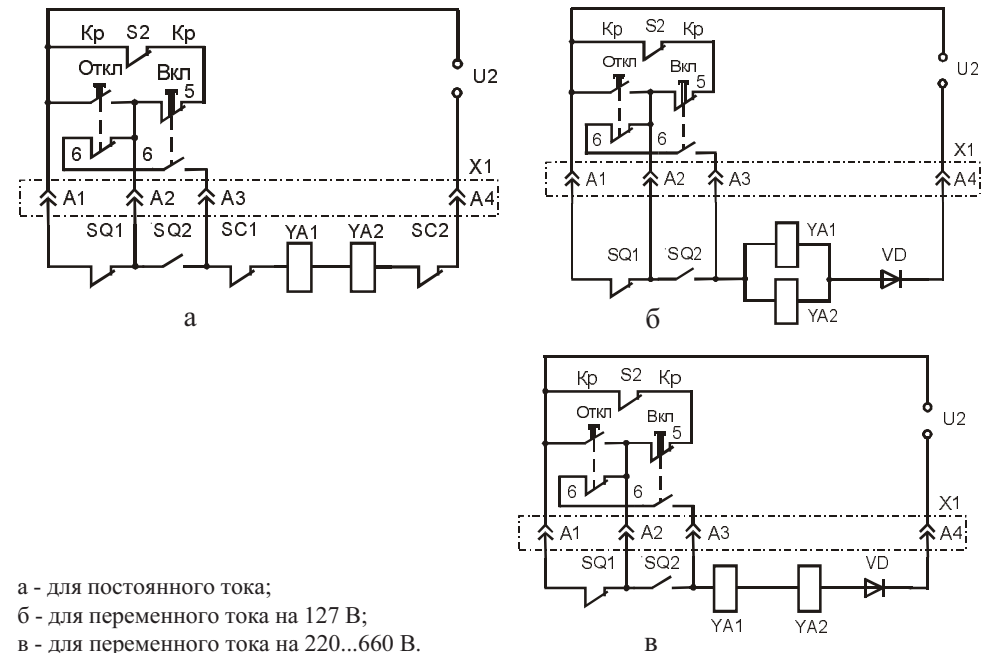 Кр S2 Кр
Откл Вкл
5
U2
6 6
X1
A1 A2 A3 A4
SQ1 SQ2 SC1 YA1 YA2 SC2
а
Кр S2 Кр
Откл Вкл
5
U2
6 6
X1
A1 A2 A3 A4
SQ1 SQ2 YA1 VD
YA2
б
Кр S2 Кр
Откл Вкл
5
U2
6 6
X1
A1 A2 A3 A4
SQ1 SQ2 VD
YA1 YA2
в
а - для постоянного тока;
б - для переменного тока на 127 В;
в - для переменного тока на 220...660 В.